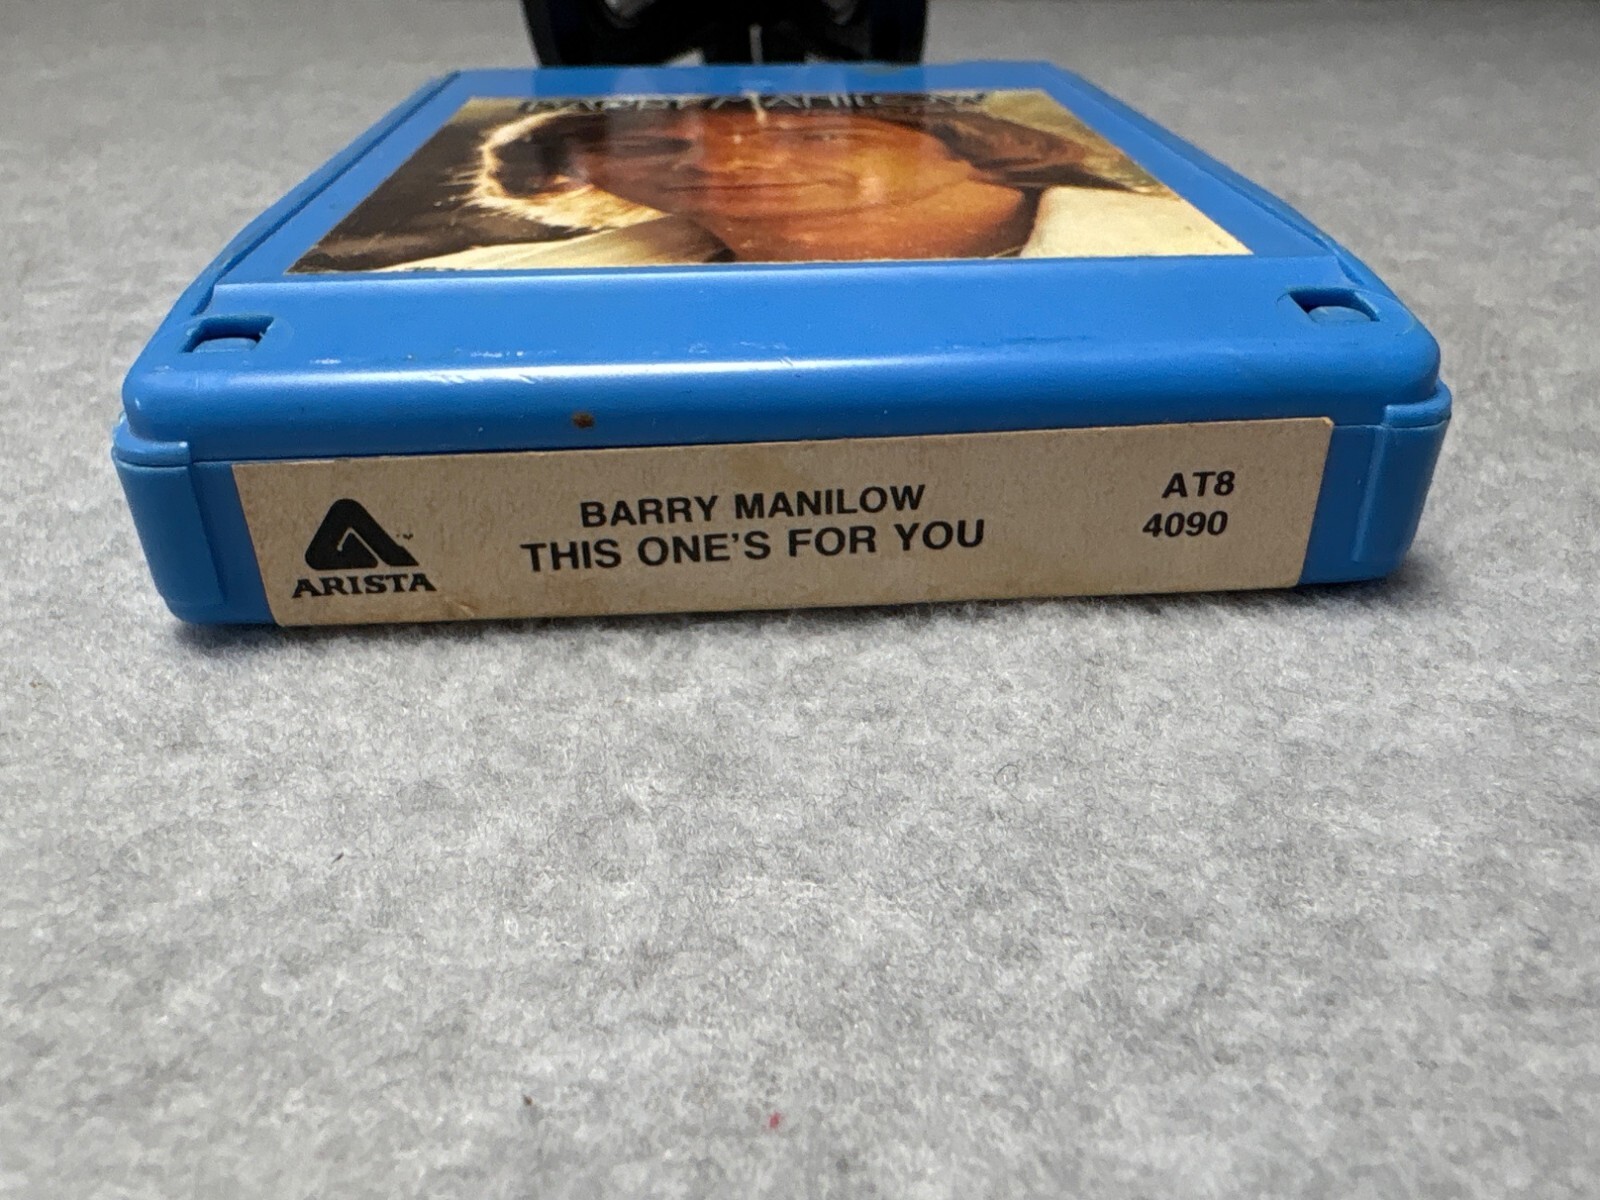 BARRY MANILOW
ARISTA
BARRY MANILOW
THIS ONE'S FOR YOU
AT8
4090